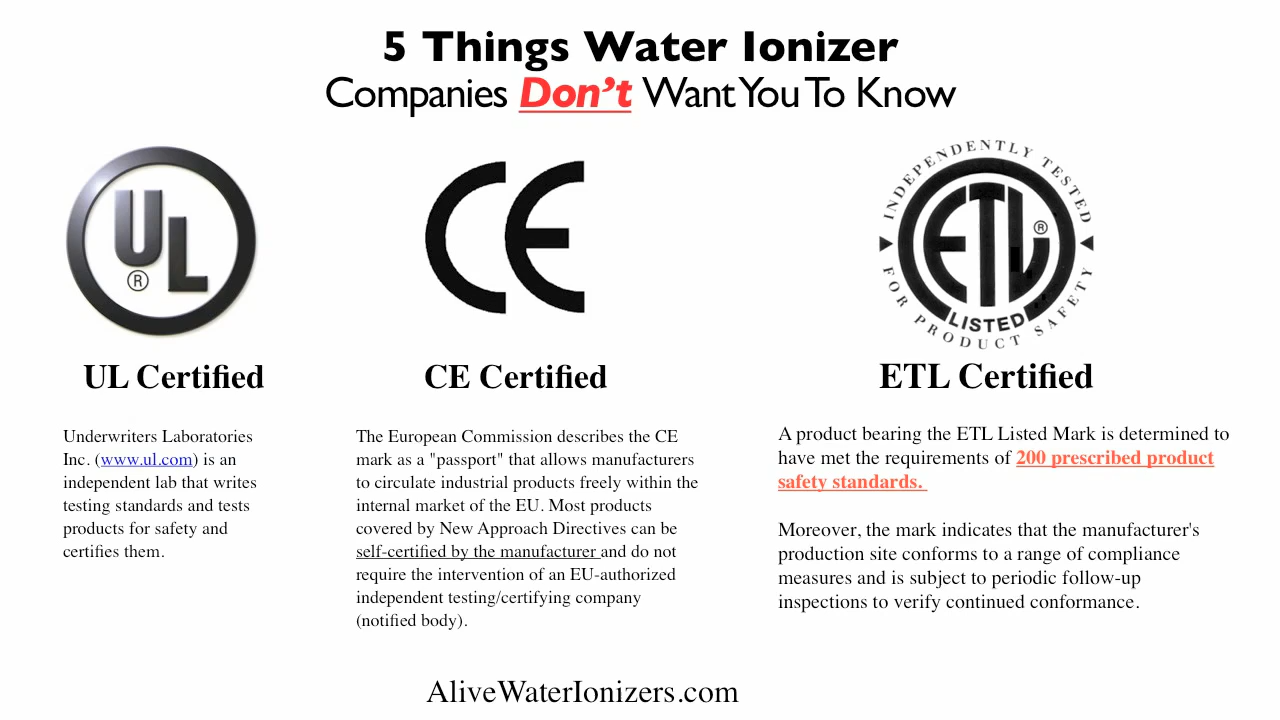 5 Things Water Ionizer
Companies Don't Want You To Know
UL
®
CE
INDEPENDENTLY TESTED
ETL
®
LISTED
FOR PRODUCT SAFETY
UL Certified
CE Certified
ETL Certified
Underwriters Laboratories
Inc. (www.ul.com) is an
independent lab that writes
testing standards and tests
products for safety and
certifies them.
The European Commission describes the CE
mark as a "passport" that allows manufacturers
to circulate industrial products freely within the
internal market of the EU. Most products
covered by New Approach Directives can be
self-certified by the manufacturer and do not
require the intervention of an EU-authorized
independent testing/certifying company
(notified body).
A product bearing the ETL Listed Mark is determined to
have met the requirements of 200 prescribed product
safety standards.
Moreover, the mark indicates that the manufacturer's
production site conforms to a range of compliance
measures and is subject to periodic follow-up
inspections to verify continued conformance.
AliveWaterIonizers.com